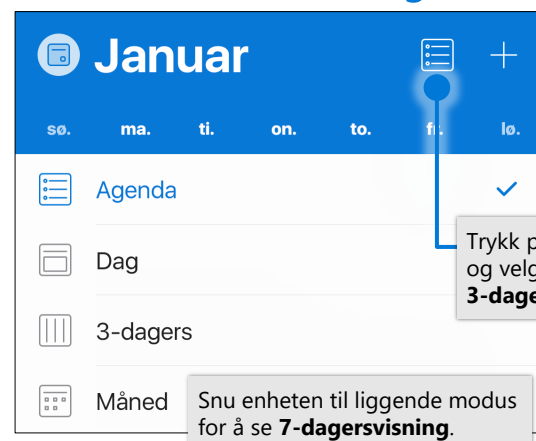 Januar
sø. ma. ti. on. to. fr. lø.
Agenda
Dag
Trykk
og
3-dagers
Måned
Snu enheten til liggende modus
for å se 7-dagersvisning.